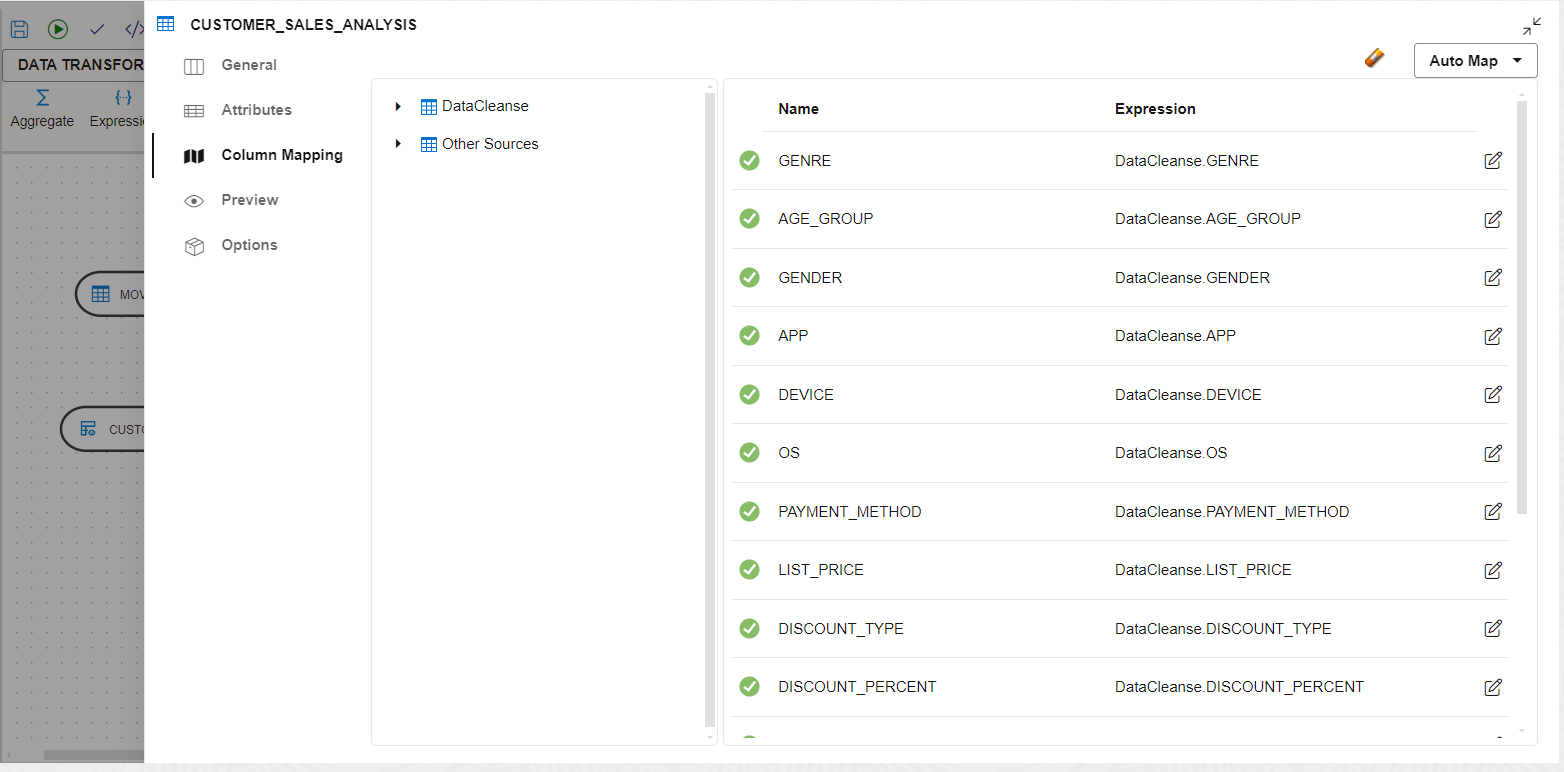 CUSTOMER_SALES_ANALYSIS
DATA TRANSFOR
Aggregate
Expressi
MOV
CUSTO
General
Attributes
Column Mapping
Preview
Options
DataCleanse
Other Sources
Auto Map
Name Expression
GENRE DataCleanse.GENRE
AGE_GROUP DataCleanse.AGE_GROUP
GENDER DataCleanse.GENDER
APP DataCleanse.APP
DEVICE DataCleanse.DEVICE
OS DataCleanse.OS
PAYMENT_METHOD DataCleanse.PAYMENT_METHOD
LIST_PRICE DataCleanse.LIST_PRICE
DISCOUNT_TYPE DataCleanse.DISCOUNT_TYPE
DISCOUNT_PERCENT DataCleanse.DISCOUNT_PERCENT